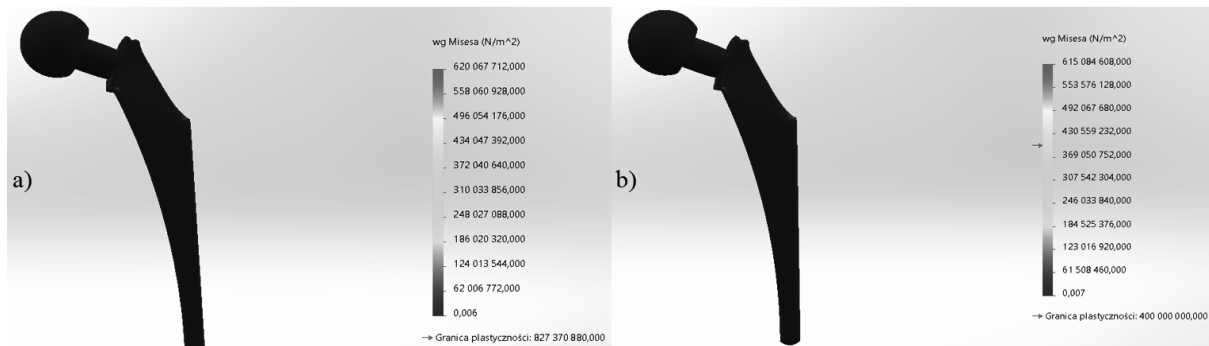 wg Misesa (N/m^2)
620 067 712,000
558 060 928,000
496 054 176,000
434 047 392,000
372 040 640,000
310 033 856,000
248 027 088,000
186 020 320,000
124 013 544,000
62 006 772,000
0,006
Granica plastyczności: 827 370 880,000
a)
wg Misesa (N/m^2)
615 084 608,000
553 576 128,000
492 067 680,000
430 559 232,000
369 050 752,000
307 542 304,000
246 033 840,000
184 525 376,000
123 016 920,000
61 508 460,000
0,007
Granica plastyczności: 400 000 000,000
b)